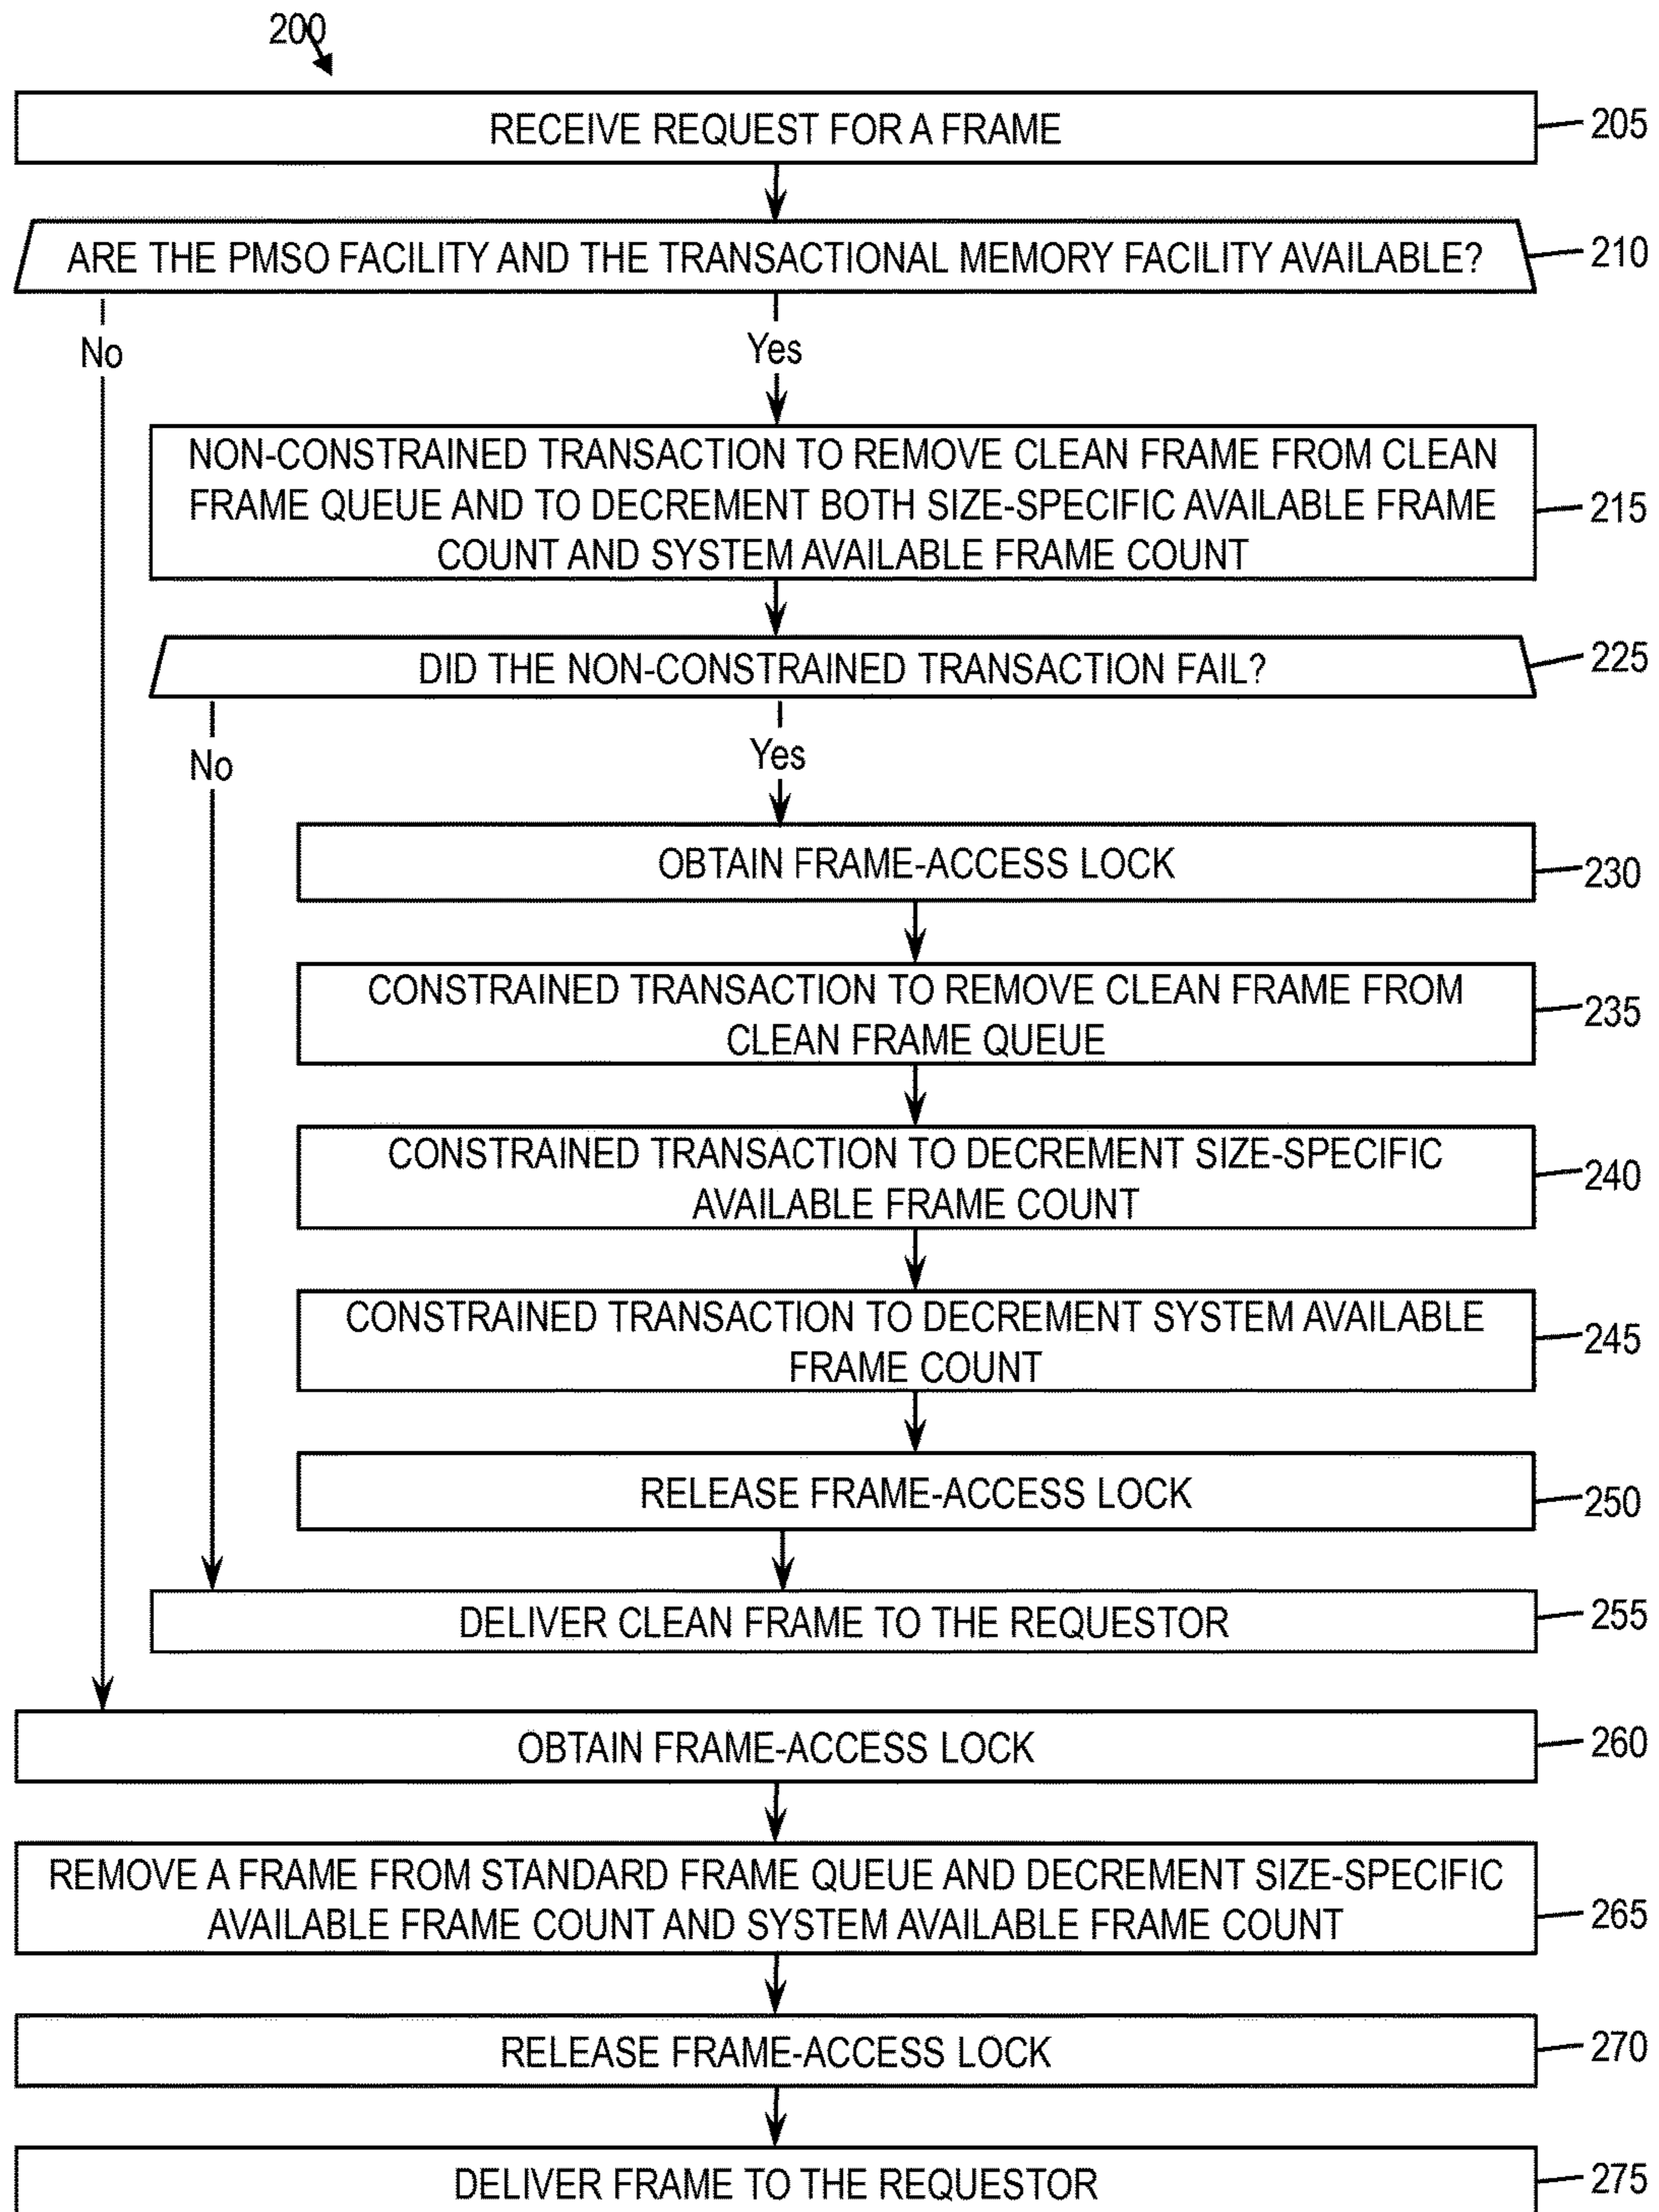 200
RECEIVE REQUEST FOR A FRAME
205
ARE THE PMSO FACILITY AND THE TRANSACTIONAL MEMORY FACILITY AVAILABLE?
210
No
Yes
NON-CONSTRAINED TRANSACTION TO REMOVE CLEAN FRAME FROM CLEAN
FRAME QUEUE AND TO DECREMENT BOTH SIZE-SPECIFIC AVAILABLE FRAME
COUNT AND SYSTEM AVAILABLE FRAME COUNT
215
DID THE NON-CONSTRAINED TRANSACTION FAIL?
225
No
Yes
OBTAIN FRAME-ACCESS LOCK
230
CONSTRAINED TRANSACTION TO REMOVE CLEAN FRAME FROM
CLEAN FRAME QUEUE
235
CONSTRAINED TRANSACTION TO DECREMENT SIZE-SPECIFIC
AVAILABLE FRAME COUNT
240
CONSTRAINED TRANSACTION TO DECREMENT SYSTEM AVAILABLE
FRAME COUNT
245
RELEASE FRAME-ACCESS LOCK
250
DELIVER CLEAN FRAME TO THE REQUESTOR
255
OBTAIN FRAME-ACCESS LOCK
260
REMOVE A FRAME FROM STANDARD FRAME QUEUE AND DECREMENT SIZE-SPECIFIC
AVAILABLE FRAME COUNT AND SYSTEM AVAILABLE FRAME COUNT
265
RELEASE FRAME-ACCESS LOCK
270
DELIVER FRAME TO THE REQUESTOR
275